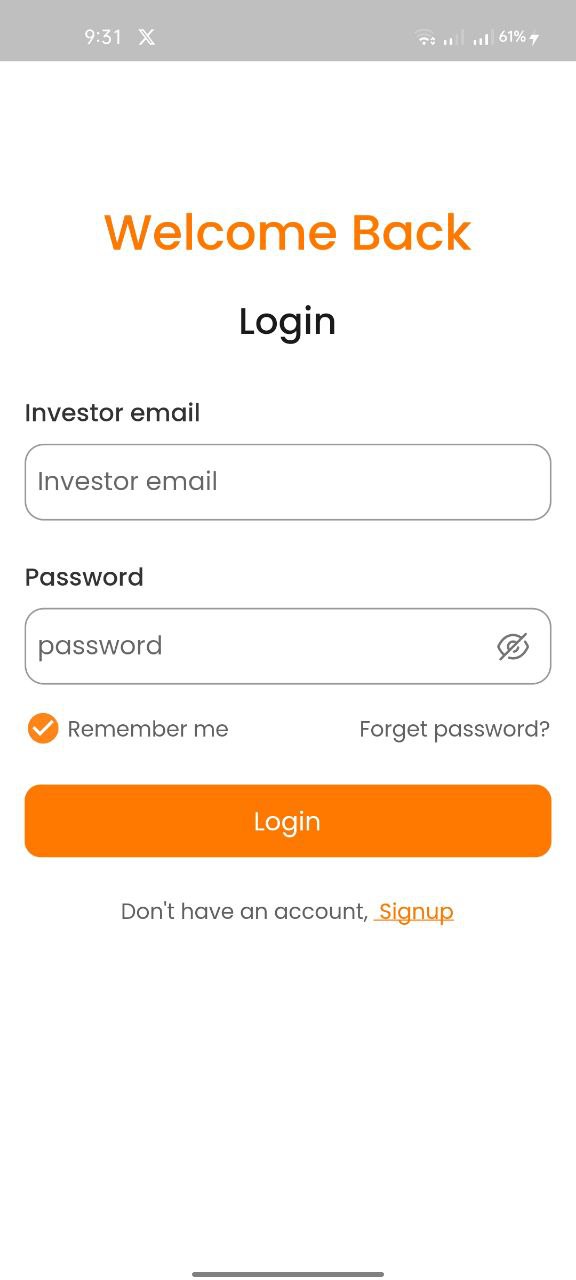 9:31 X 61%
Welcome Back
Login
Investor email
Investor email
Password
password
Remember me Forget password?
Login
Don't have an account, Signup